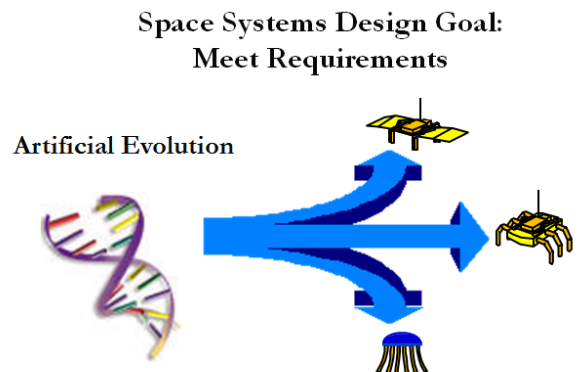 Space Systems Design Goal:
Meet Requirements
Artificial Evolution